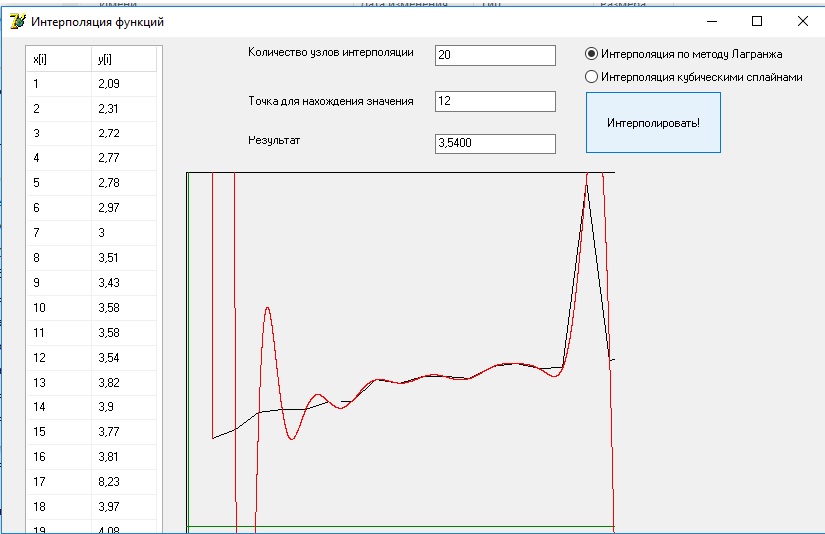 Интерполяция функций
x[i] y[i]
1 2,09
2 2,31
3 2,72
4 2,77
5 2,78
6 2,97
7 3
8 3,51
9 3,43
10 3,58
11 3,58
12 3,54
13 3,82
14 3,9
15 3,77
16 3,81
17 8,23
18 3,97
19 4,08
Количество узлов интерполяции 20
Точка для нахождения значения 12
Результат 3,5400
Интерполяция по методу Лагранжа
Интерполяция кубическими сплайнами
Интерполировать!